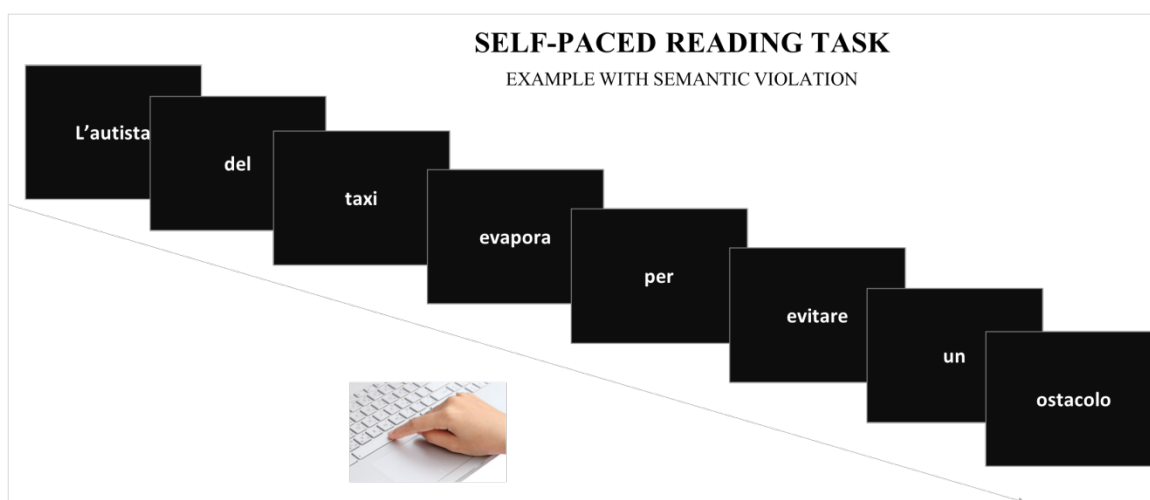 SELF-PACED READING TASK
EXAMPLE WITH SEMANTIC VIOLATION
L’autista
del
taxi
evapora
per
evitare
un
ostacolo